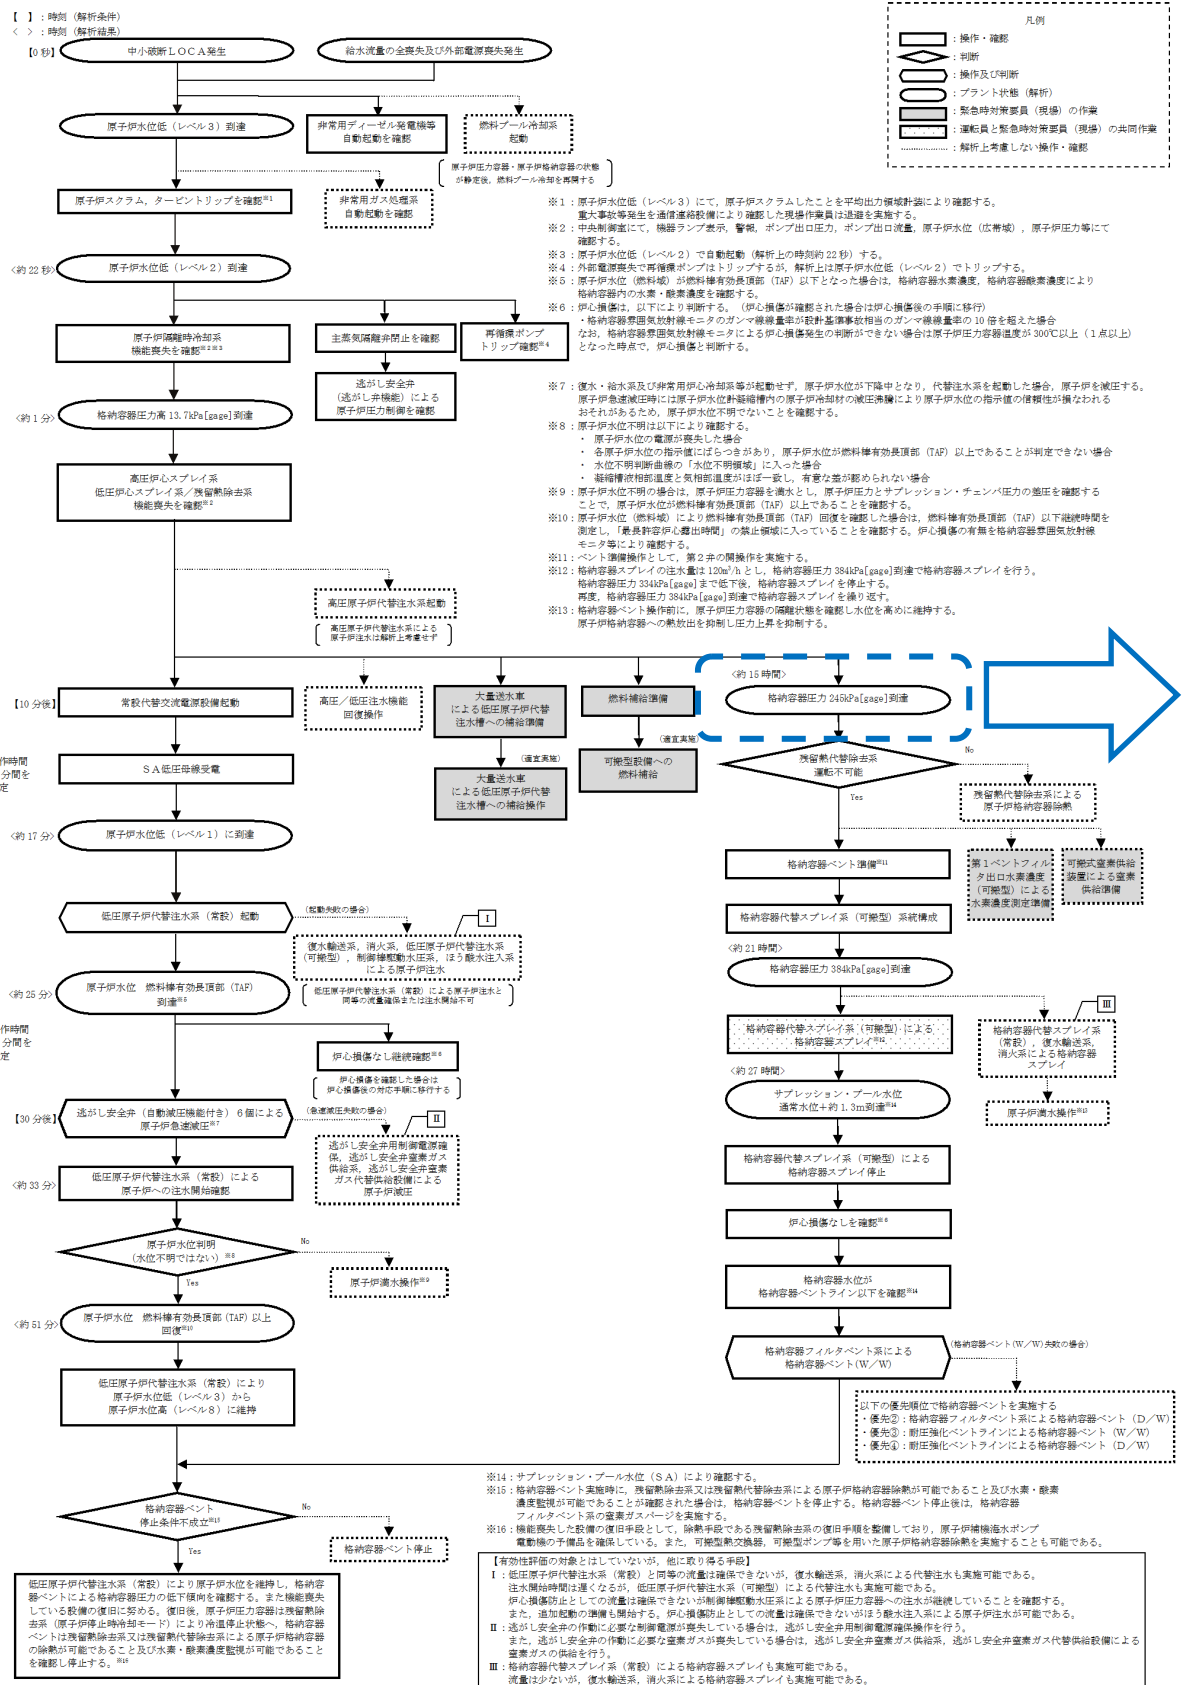 【　】：時刻（解析条件）
＜　＞：時刻（解析結果）
【0秒】
中小破断ＬＯＣＡ発生
給水流量の全喪失及び外部電源喪失発生
凡例
：操作・確認
：判断
：操作及び判断
：プラント状態（解析）
：緊急時対策要員（現場）の作業
：運転員と緊急時対策要員（現場）の共同作業
：解析上考慮しない操作・確認
原子炉水位低（レベル３）到達
非常用ディーゼル発電機等
自動起動を確認
燃料プール冷却系
起動
原子炉圧力容器・原子炉格納容器の状態
が静定後，燃料プール冷却を再開する
原子炉スクラム，タービントリップを確認※1
非常用ガス処理系
自動起動を確認
＜約22秒＞
原子炉水位低（レベル２）到達
原子炉隔離時冷却系
機能喪失を確認※2※3
主蒸気隔離弁閉止を確認
再循環ポンプ
トリップ確認※4
逃がし安全弁
（逃がし弁機能）による
原子炉圧力制御を確認
＜約1分＞
格納容器圧力高13.7kPa[gage]到達
高圧炉心スプレイ系
低圧炉心スプレイ系／残留熱除去系
機能喪失を確認※2
高圧原子炉代替注水系起動
高圧原子炉代替注水系による
原子炉注水は解析上考慮せず
※１：原子炉水位低（レベル３）にて，原子炉スクラムしたことを平均出力領域計装により確認する。
重大事故等発生を通信連絡設備により確認した現場作業員は退避を実施する。
※２：中央制御室にて，機器ランプ表示，警報，ポンプ出口圧力，ポンプ出口流量，原子炉水位（広帯域），原子炉圧力等にて
確認する。
※３：原子炉水位低（レベル２）で自動起動（解析上の時刻約22秒）する。
※４：外部電源喪失で再循環ポンプはトリップするが，解析上は原子炉水位低（レベル２）でトリップする。
※５：原子炉水位（燃料域）が燃料棒有効長頂部（TAF）以下となった場合は，格納容器水素濃度，格納容器酸素濃度により
格納容器内の水素・酸素濃度を確認する。
※６：炉心損傷は，以下により判断する。（炉心損傷が確認された場合は炉心損傷後の手順に移行）
・格納容器雰囲気放射線モニタのガンマ線線量率が設計基準事故相当のガンマ線線量率の10倍を超えた場合
なお，格納容器雰囲気放射線モニタによる炉心損傷発生の判断ができない場合は原子炉圧力容器温度が300℃以上（１点以上）
となった時点で，炉心損傷と判断する。
※７：復水・給水系及び非常用炉心冷却系等が起動せず，原子炉水位が下降中となり，代替注水系を起動した場合，原子炉を減圧する。
原子炉急速減圧時には原子炉水位計凝縮槽内の原子炉冷却材の減圧沸騰により原子炉水位の指示値の信頼性が損なわれる
おそれがあるため，原子炉水位不明でないことを確認する。
※８：原子炉水位不明は以下により確認する。
・　原子炉水位の電源が喪失した場合
・　各原子炉水位の指示値にばらつきがあり，原子炉水位が燃料棒有効長頂部（TAF）以上であることが判定できない場合
・　水位不明判断曲線の「水位不明領域」に入った場合
・　凝縮槽液相部温度と気相部温度がほぼ一致し，有意な差が認められない場合
※９：原子炉水位不明の場合は，原子炉圧力容器を満水とし，原子炉圧力とサプレッション・チェンバ圧力の差圧を確認する
ことで，原子炉水位が燃料棒有効長頂部（TAF）以上であることを確認する。
※10：原子炉水位（燃料域）により燃料棒有効長頂部（TAF）回復を確認した場合は，燃料棒有効長頂部（TAF）以下継続時間を
測定し，「最長許容炉心露出時間」の禁止領域に入っていることを確認する。炉心損傷の有無を格納容器雰囲気放射線
モニタ等により確認する。
※11：ベント準備操作として，第２弁の開操作を実施する。
※12：格納容器スプレイの注水量は120m³/hとし，格納容器圧力384kPa[gage]到達で格納容器スプレイを行う。
格納容器圧力334kPa[gage]まで低下後，格納容器スプレイを停止する。
再度，格納容器圧力384kPa[gage]到達で格納容器スプレイを繰り返す。
※13：格納容器ベント操作前に，原子炉圧力容器の隔離状態を確認し水位を高めに維持する。
原子炉格納容器への熱放出を抑制し圧力上昇を抑制する。
【10分後】
常設代替交流電源設備起動
高圧／低圧注水機能
回復操作
大量送水車
による低圧原子炉代替
注水槽への補給準備
燃料補給準備
＜約15時間＞
格納容器圧力245kPa[gage]到達
作時間
分間を
定
ＳＡ低圧母線受電
（適宜実施）
大量送水車
による低圧原子炉代替
注水槽への補給操作
（適宜実施）
可搬型設備への
燃料補給
残留熱代替除去系
運転不可能
No
Yes
残留熱代替除去系による
原子炉格納容器除熱
＜約17分＞
原子炉水位低（レベル１）に到達
格納容器ベント準備※11
第１ベントフィル
タ出口水素濃度
（可搬型）による
水素濃度測定準備
可搬式窒素供給
装置による窒素
供給準備
低圧原子炉代替注水系（常設）起動
（起動失敗の場合）
Ⅰ
復水輸送系，消火系，低圧原子炉代替注水系
（可搬型），制御棒駆動水圧系，ほう酸水注入系
による原子炉注水
低圧原子炉代替注水系（常設）による原子炉注水と
同等の流量確保または注水開始不可
格納容器代替スプレイ系（可搬型）系統構成
＜約21時間＞
格納容器圧力384kPa[gage]到達
＜約25分＞
原子炉水位　燃料棒有効長頂部（TAF）
到達※5
作時間
分間を
定
炉心損傷なし継続確認※6
炉心損傷を確認した場合は
炉心損傷後の対応手順に移行する
格納容器代替スプレイ系（可搬型）による
格納容器スプレイ※12
Ⅲ
格納容器代替スプレイ系
（常設），復水輸送系，
消火系による格納容器
スプレイ
原子炉満水操作※13
＜約27時間＞
サプレッション・プール水位
通常水位＋約1.3m到達※14
【30分後】
逃がし安全弁（自動減圧機能付き）6個による
原子炉急速減圧※7
（急速減圧失敗の場合）
Ⅱ
逃がし安全弁用制御電源確
保，逃がし安全弁窒素ガス
供給系，逃がし安全弁窒素
ガス代替供給設備による
原子炉減圧
格納容器代替スプレイ系（可搬型）による
格納容器スプレイ停止
＜約33分＞
低圧原子炉代替注水系（常設）による
原子炉への注水開始確認
炉心損傷なしを確認※6
原子炉水位判明
（水位不明ではない）※8
No
Yes
原子炉満水操作※9
格納容器水位が
格納容器ベントライン以下を確認※14
＜約51分＞
原子炉水位　燃料棒有効長頂部（TAF）以上
回復※10
格納容器フィルタベント系による
格納容器ベント（W／W）
（格納容器ベント（W／W）失敗の場合）
以下の優先順位で格納容器ベントを実施する
・優先②：格納容器フィルタベント系による格納容器ベント（Ｄ／W）
・優先③：耐圧強化ベントラインによる格納容器ベント（W／W）
・優先④：耐圧強化ベントラインによる格納容器ベント（Ｄ／W）
低圧原子炉代替注水系（常設）により
原子炉水位低（レベル３）から
原子炉水位高（レベル８）に維持
格納容器ベント
停止条件不成立※15
No
Yes
格納容器ベント停止
低圧原子炉代替注水系（常設）により原子炉水位を維持し，格納容
器ベントによる格納容器圧力の低下傾向を確認する。また機能喪失
している設備の復旧に努める。復旧後，原子炉圧力容器は残留熱除
去系（原子炉停止時冷却モード）により冷温停止状態へ，格納容器
ベントは残留熱除去系又は残留熱代替除去系による原子炉格納容器
の除熱が可能であること及び水素・酸素濃度監視が可能であること
を確認し停止する。※16
※14：サプレッション・プール水位（ＳＡ）により確認する。
※15：格納容器ベント実施時に，残留熱除去系又は残留熱代替除去系による原子炉格納容器除熱が可能であること及び水素・酸素
濃度監視が可能であることが確認された場合は，格納容器ベントを停止する。格納容器ベント停止後は，格納容器
フィルタベント系の窒素ガスパージを実施する。
※16：機能喪失した設備の復旧手段として，除熱手段である残留熱除去系の復旧手順を整備しており，原子炉補機海水ポンプ
電動機の予備品を確保している。また，可搬型熱交換器，可搬型ポンプ等を用いた原子炉格納容器除熱を実施することも可能である。
【有効性評価の対象とはしていないが，他に取り得る手段】
Ⅰ：低圧原子炉代替注水系（常設）と同等の流量は確保できないが，復水輸送系，消火系による代替注水も実施可能である。
注水開始時間は遅くなるが，低圧原子炉代替注水系（可搬型）による代替注水も実施可能である。
炉心損傷防止としての流量は確保できないが制御棒駆動水圧系による原子炉圧力容器への注水が継続していることを確認する。
また，追加起動の準備も開始する。炉心損傷防止としての流量は確保できないがほう酸水注入系による原子炉注水が可能である。
Ⅱ：逃がし安全弁の作動に必要な制御電源が喪失している場合は，逃がし安全弁用制御電源確保操作を行う。
また，逃がし安全弁の作動に必要な窒素ガスが喪失している場合は，逃がし安全弁窒素ガス供給系，逃がし安全弁窒素ガス代替供給設備による
窒素ガスの供給を行う。
Ⅲ：格納容器代替スプレイ系（常設）による格納容器スプレイも実施可能である。
流量は少ないが，復水輸送系，消火系による格納容器スプレイも実施可能である。